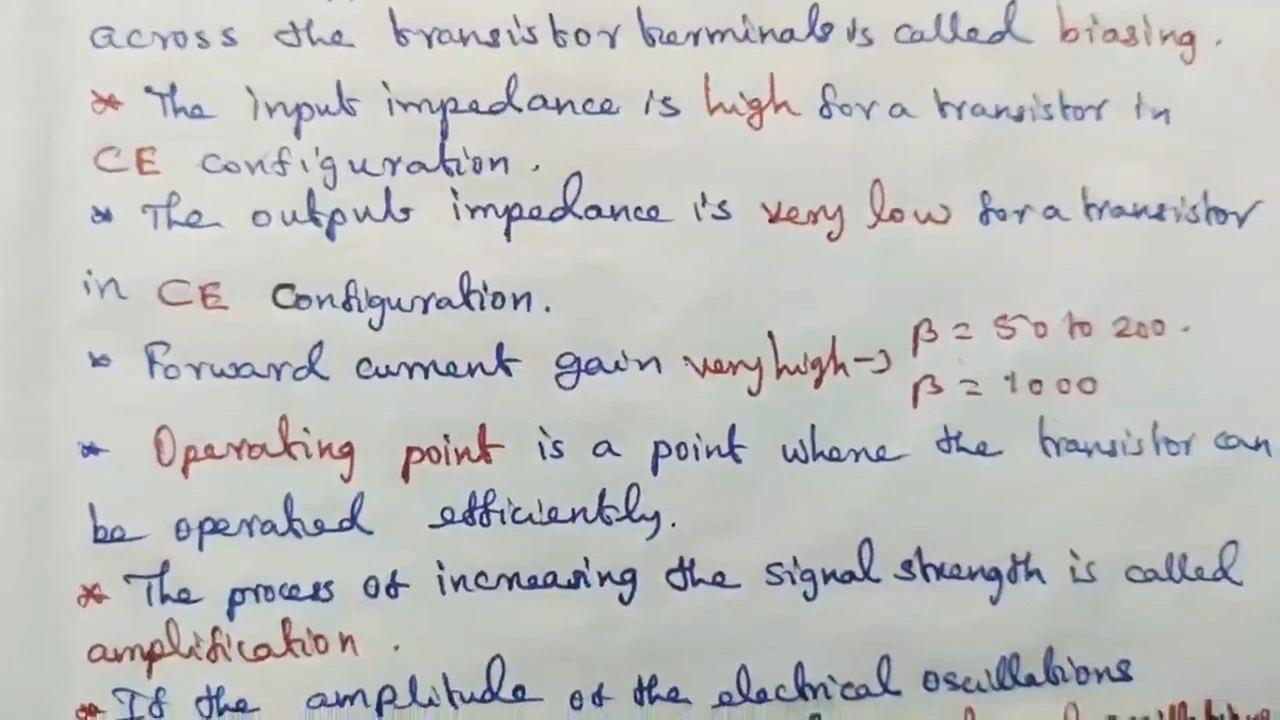 across the transistor terminals is called biasing.
* The input impedance is high for a transistor in
CE configuration.
* The output impedance is very low for a transistor
in CE configuration.
* Forward current gain very high → β = 50 to 200.
β = 1000
* Operating point is a point where the transistor can
be operated efficiently.
* The process of increasing the signal strength is called
amplification.
* If the amplitude of the electrical oscillations